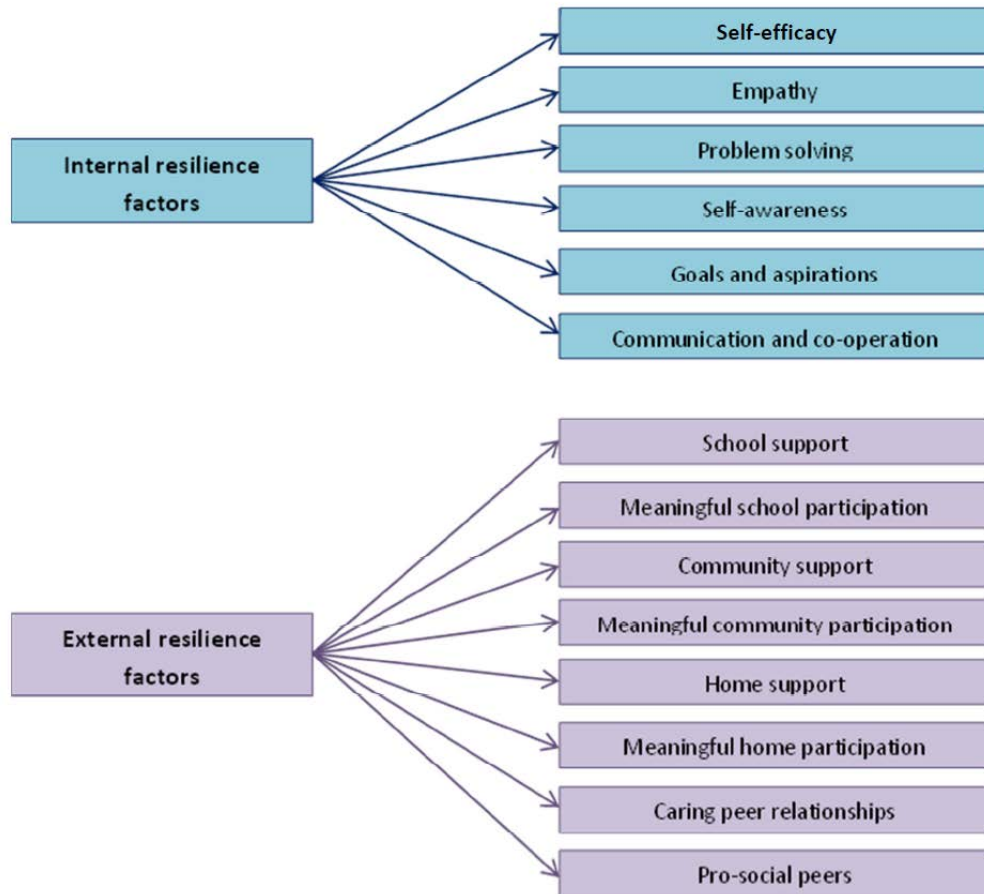 Internal resilience
factors
Self-efficacy
Empathy
Problem solving
Self-awareness
Goals and aspirations
Communication and co-operation
External resilience
factors
School support
Meaningful school participation
Community support
Meaningful community participation
Home support
Meaningful home participation
Caring peer relationships
Pro-social peers